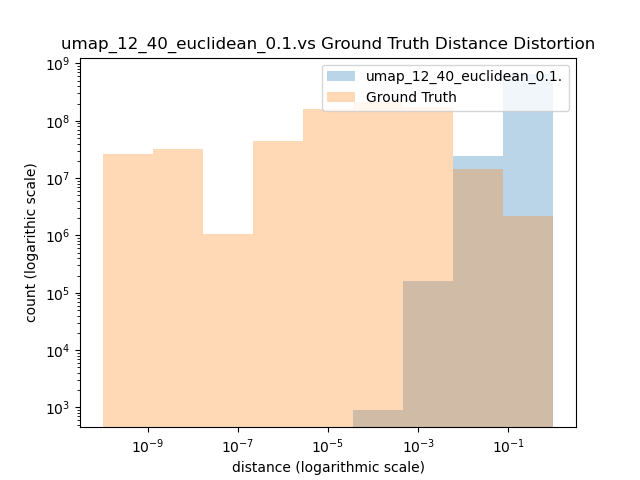 umap_12_40_euclidean_0.1.vs Ground Truth Distance Distortion
umap_12_40_euclidean_0.1.
Ground Truth
10⁹
10⁸
10⁷
10⁶
10⁵
10⁴
10³
count (logarithic scale)
10⁻⁹ 10⁻⁷ 10⁻⁵ 10⁻³ 10⁻¹
distance (logarithmic scale)